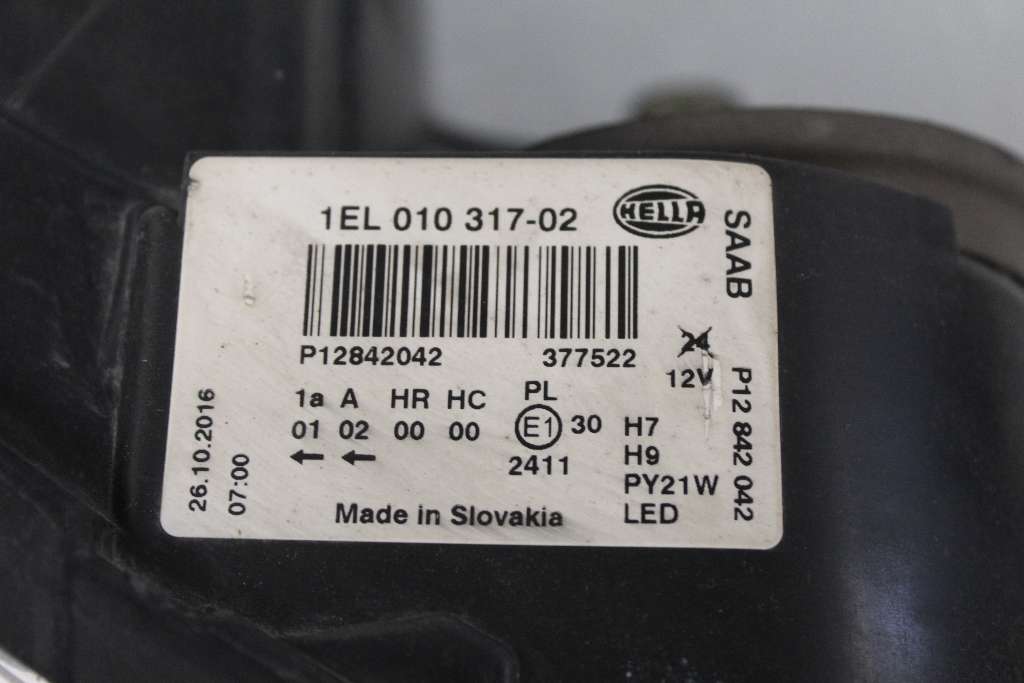 1EL 010 317-02
HELLA
SAAB
P12842042 377522
24
12V
P12 842 042
1a A HR HC PL
01 02 00 00 E1 30
← ←
2411
H7
H9
PY21W
LED
Made in Slovakia
26.10.2016
07:00